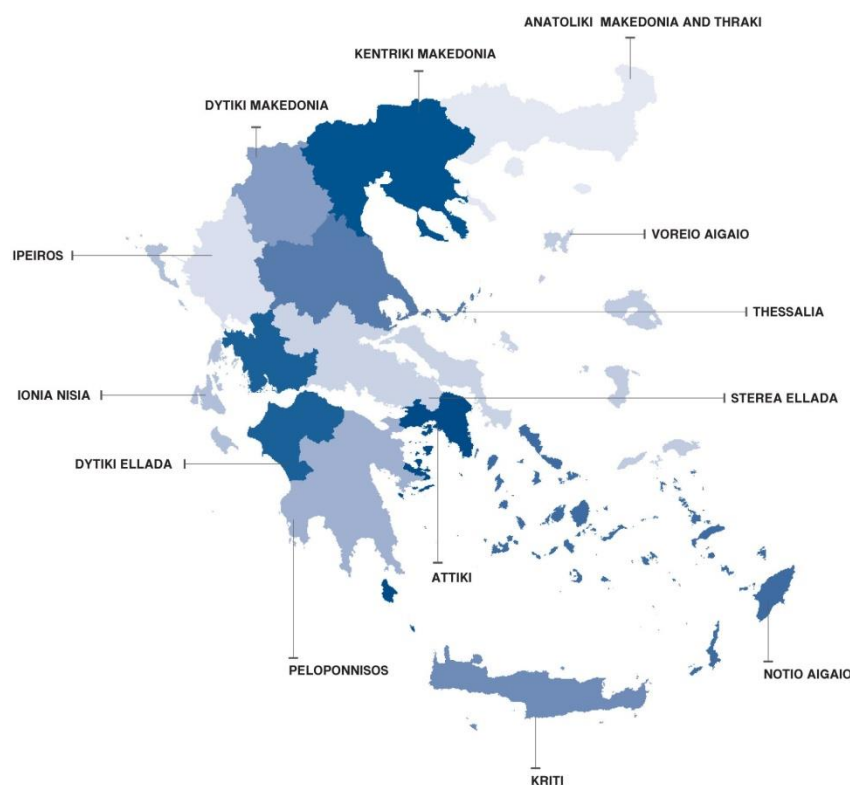 ANATOLIKI MAKEDONIA AND THRAKI
KENTRIKI MAKEDONIA
DYTIKI MAKEDONIA
VOREIO AIGAIO
IPEIROS
THESSALIA
IONIA NISIA
STEREA ELLADA
DYTIKI ELLADA
ATTIKI
PELOPONNISOS
NOTIO AIGAIO
KRITI